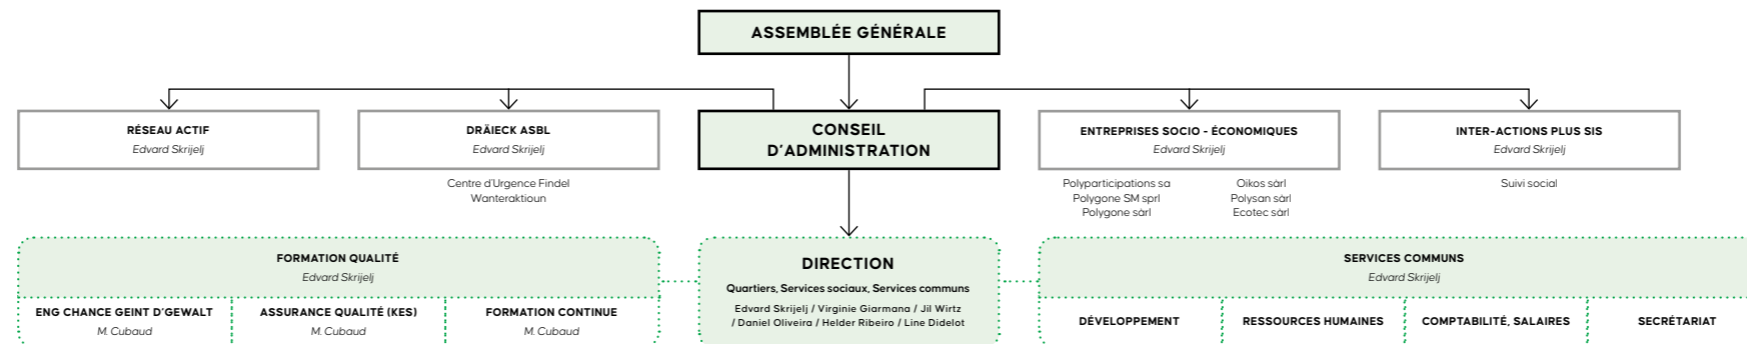 ASSEMBLÉE GÉNÉRALE
RÉSEAU ACTIF
Edvard Skrijelj
DRÄIECK ASBL
Edvard Skrijelj
Centre d'Urgence Findel
Wanteraktioun
CONSEIL
D'ADMINISTRATION
ENTREPRISES SOCIO - ÉCONOMIQUES
Edvard Skrijelj
Polyparticipations sa
Polygone SM sprl
Polygone sàrl
Oikos sàrl
Polysan sàrl
Ecotec sàrl
INTER-ACTIONS PLUS SIS
Edvard Skrijelj
Suivi social
FORMATION QUALITÉ
Edvard Skrijelj
ENG CHANCE GEINT D'GEWALT
M. Cubaud
ASSURANCE QUALITÉ (KES)
M. Cubaud
FORMATION CONTINUE
M. Cubaud
DIRECTION
Quartiers, Services sociaux, Services communs
Edvard Skrijelj / Virginie Giarmana / Jil Wirtz
/ Daniel Oliveira / Helder Ribeiro / Line Didelot
SERVICES COMMUNS
Edvard Skrijelj
DÉVELOPPEMENT
RESSOURCES HUMAINES
COMPTABILITÉ, SALAIRES
SECRÉTARIAT